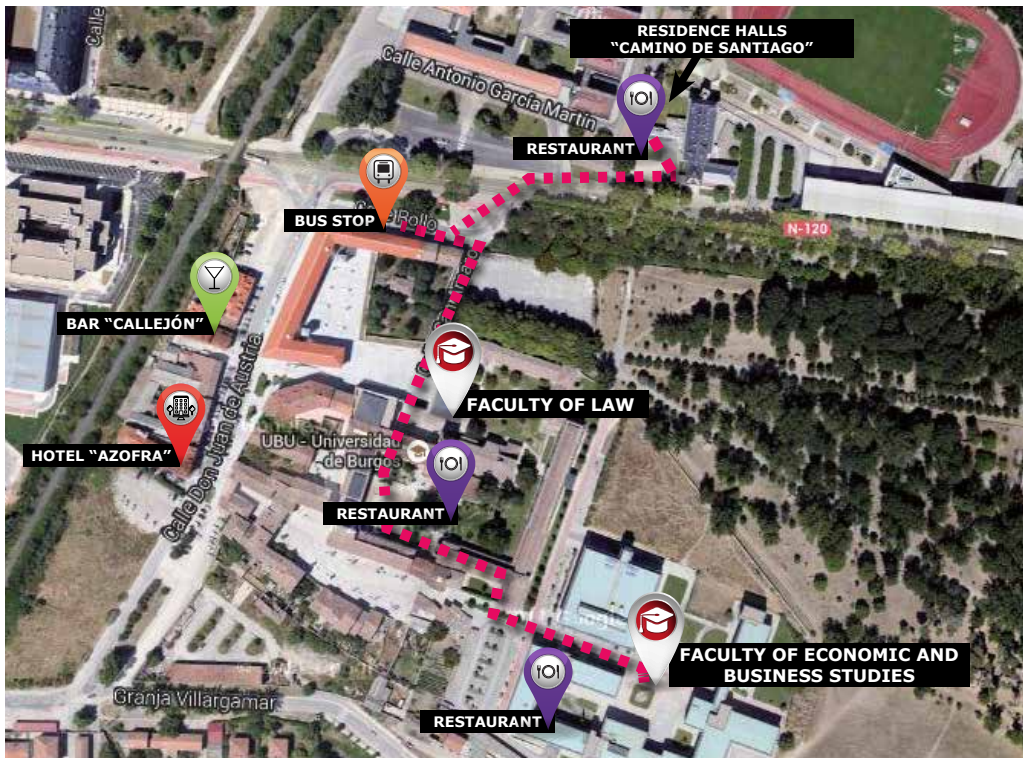 Calle
RESIDENCE HALLS
“CAMINO DE SANTIAGO”
Calle Antonio García Martín
RESTAURANT
BUS STOP
N-120
BAR “CALLEJÓN”
Calle Don Juan de Austria
FACULTY OF LAW
UBU - Universidad
de Burgos
HOTEL “AZOFRA”
RESTAURANT
FACULTY OF ECONOMIC AND
BUSINESS STUDIES
Granja Villargamar
RESTAURANT